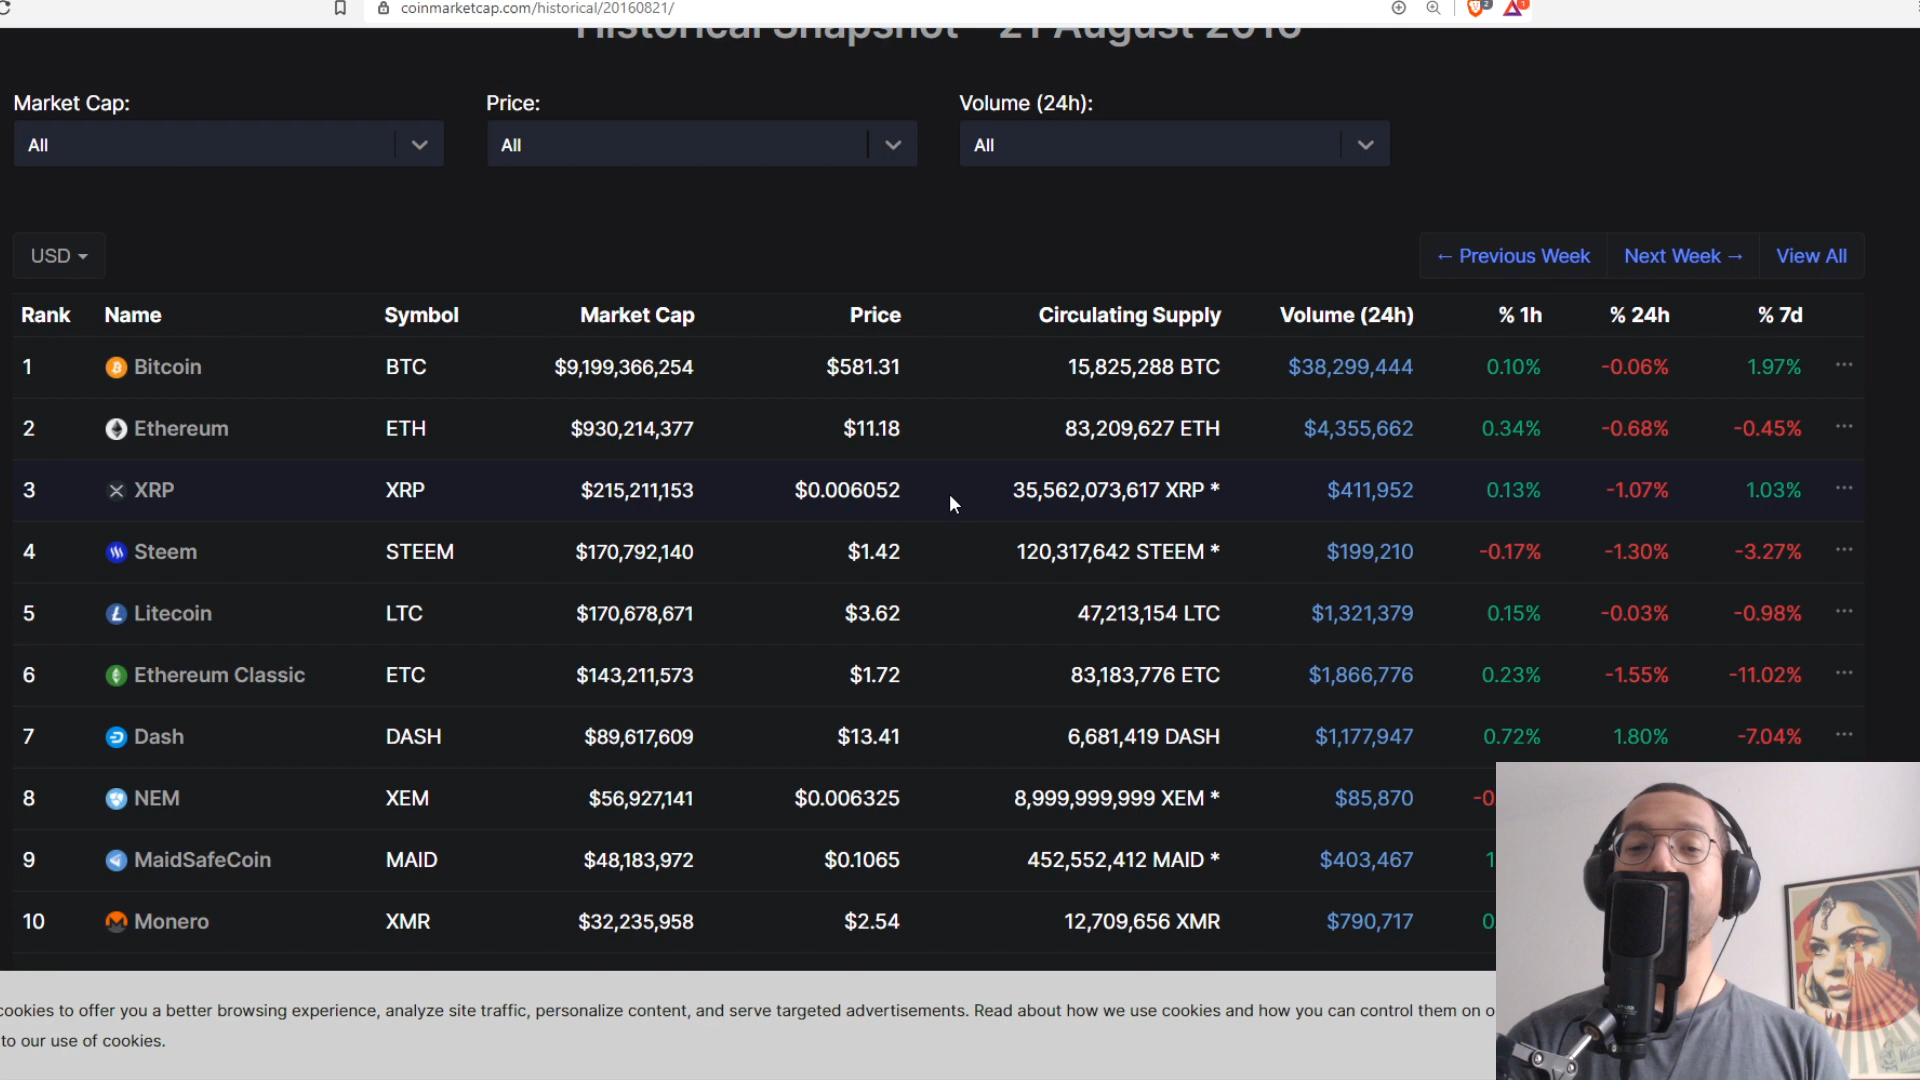 coinmarketcap.com/historical/20160821/
2
1
Historical Snapshot - 21 August 2016
Market Cap: Price: Volume (24h):
All All All
USD ← Previous Week Next Week → View All
Rank Name Symbol Market Cap Price Circulating Supply Volume (24h) % 1h % 24h % 7d
1 Bitcoin BTC $9,199,366,254 $581.31 15,825,288 BTC $38,299,444 0.10% -0.06% 1.97% ...
2 Ethereum ETH $930,214,377 $11.18 83,209,627 ETH $4,355,662 0.34% -0.68% -0.45% ...
3 XRP XRP $215,211,153 $0.006052 35,562,073,617 XRP * $411,952 0.13% -1.07% 1.03% ...
4 Steem STEEM $170,792,140 $1.42 120,317,642 STEEM * $199,210 -0.17% -1.30% -3.27% ...
5 Litecoin LTC $170,678,671 $3.62 47,213,154 LTC $1,321,379 0.15% -0.03% -0.98% ...
6 Ethereum Classic ETC $143,211,573 $1.72 83,183,776 ETC $1,866,776 0.23% -1.55% -11.02% ...
7 Dash DASH $89,617,609 $13.41 6,681,419 DASH $1,177,947 0.72% 1.80% -7.04% ...
8 NEM XEM $56,927,141 $0.006325 8,999,999,999 XEM * $85,870 -0
9 MaidSafeCoin MAID $48,183,972 $0.1065 452,552,412 MAID * $403,467 1
10 Monero XMR $32,235,958 $2.54 12,709,656 XMR $790,717 0.
cookies to offer you a better browsing experience, analyze site traffic, personalize content, and serve targeted advertisements. Read about how we use cookies and how you can control them on o
to our use of cookies.